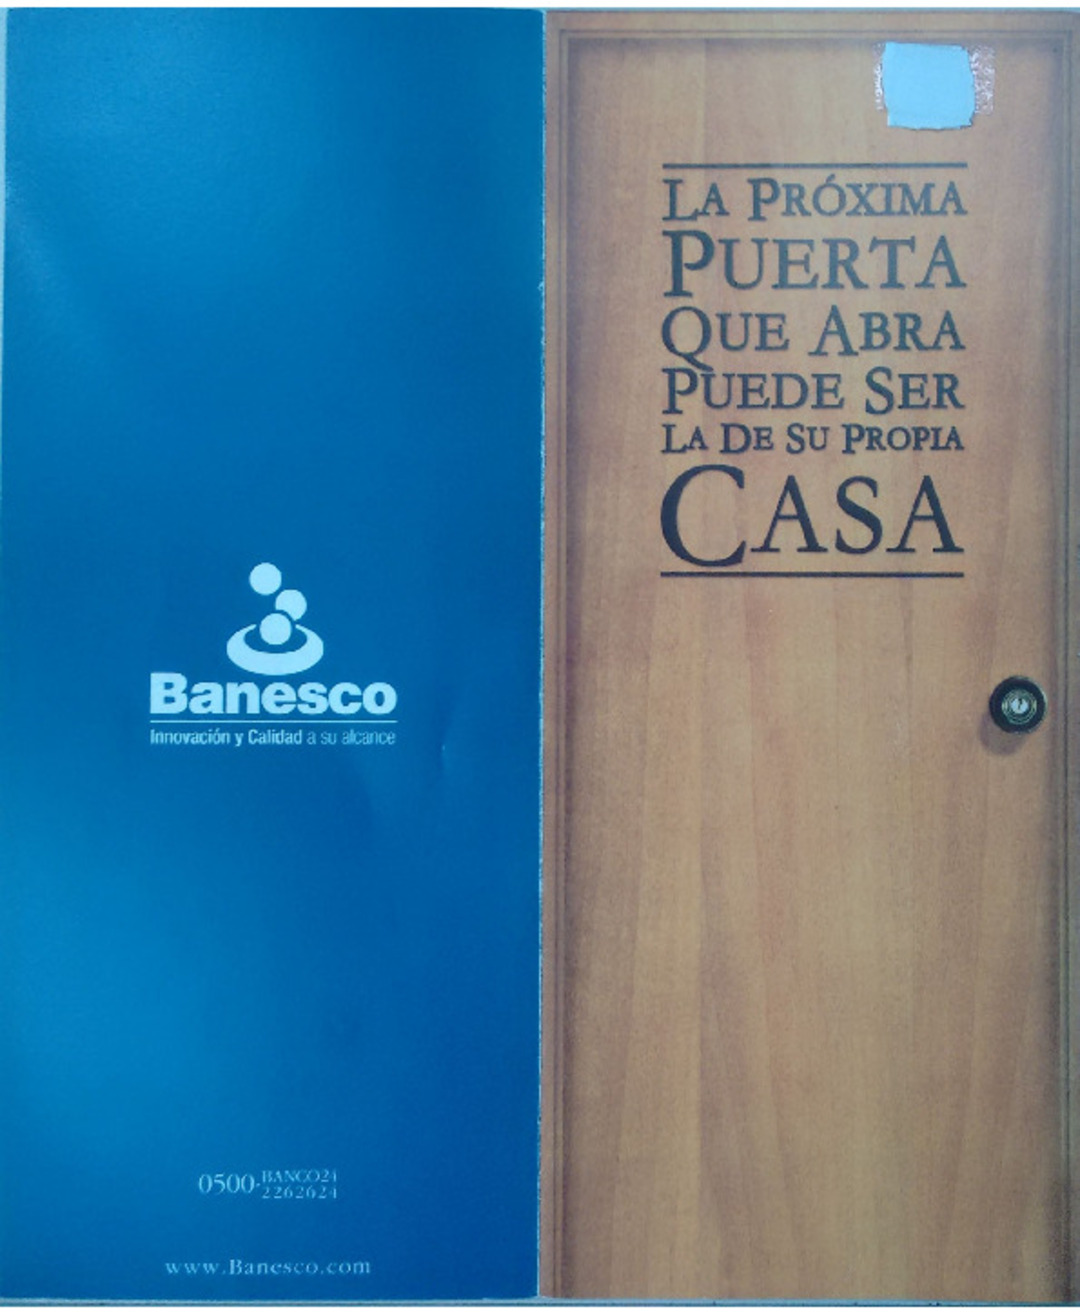 Banesco
Innovación y Calidad a su alcance
0500-BANCO24
2262624
www.Banesco.com
LA PRÓXIMA
PUERTA
QUE ABRA
PUEDE SER
LA DE SU PROPIA
CASA